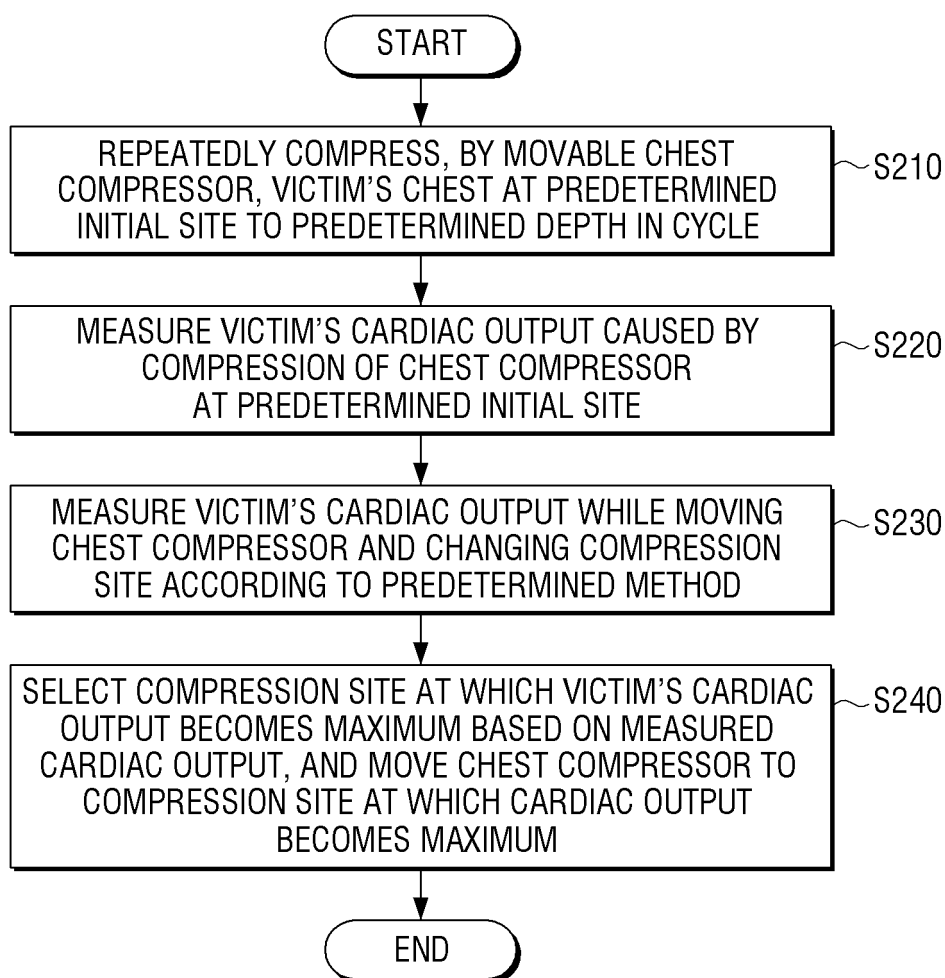 START
REPEATEDLY COMPRESS, BY MOVABLE CHEST
COMPRESSOR, VICTIM'S CHEST AT PREDETERMINED
INITIAL SITE TO PREDETERMINED DEPTH IN CYCLE
S210
MEASURE VICTIM'S CARDIAC OUTPUT CAUSED BY
COMPRESSION OF CHEST COMPRESSOR
AT PREDETERMINED INITIAL SITE
S220
MEASURE VICTIM'S CARDIAC OUTPUT WHILE MOVING
CHEST COMPRESSOR AND CHANGING COMPRESSION
SITE ACCORDING TO PREDETERMINED METHOD
S230
SELECT COMPRESSION SITE AT WHICH VICTIM'S CARDIAC
OUTPUT BECOMES MAXIMUM BASED ON MEASURED
CARDIAC OUTPUT, AND MOVE CHEST COMPRESSOR TO
COMPRESSION SITE AT WHICH CARDIAC OUTPUT
BECOMES MAXIMUM
S240
END